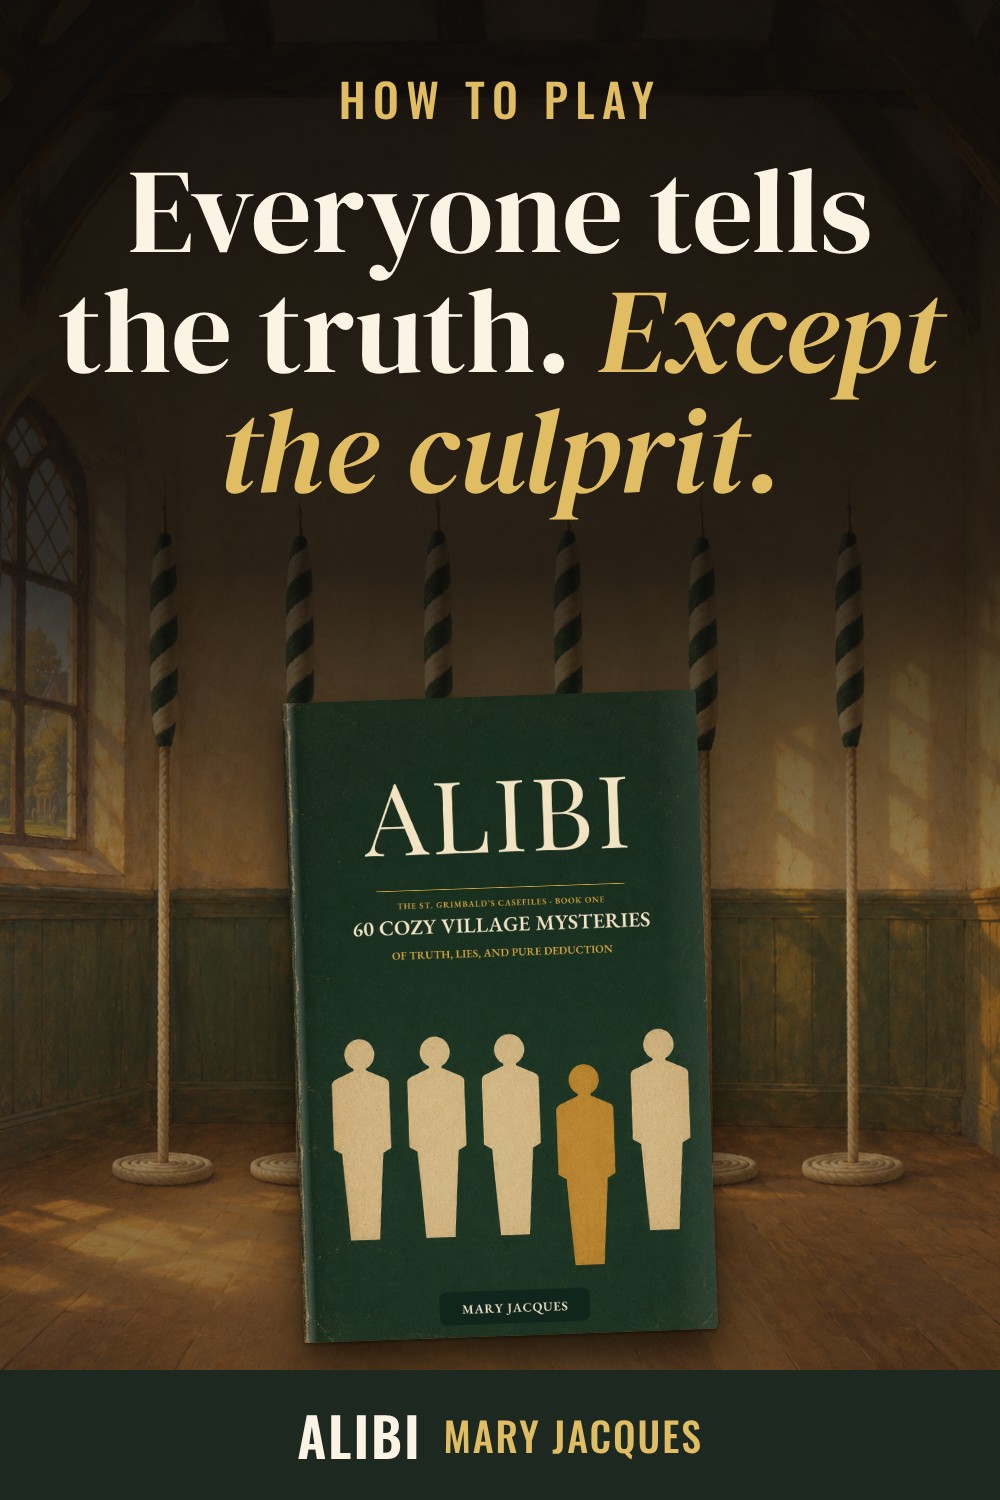 HOW TO PLAY
Everyone tells
the truth. Except
the culprit.
ALIBI
THE ST. GRIMBALD'S CASEFILES · BOOK ONE
60 COZY VILLAGE MYSTERIES
OF TRUTH, LIES, AND PURE DEDUCTION
MARY JACQUES
ALIBI MARY JACQUES